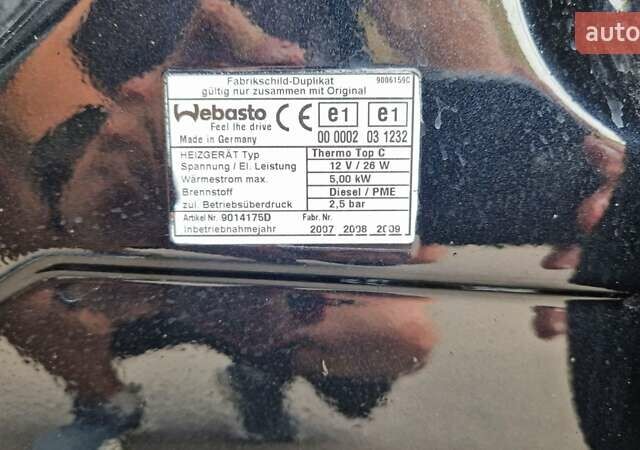 auto
Fabrikschild-Duplikat 9006159C
gültig nur zusammen mit Original
Webasto CE e1 e1
Feel the drive
Made in Germany 00 0002 03 1232
HEIZGERÄT Typ Thermo Top C
Spannung / El. Leistung 12 V / 26 W
Wärmestrom max. 5,00 kW
Brennstoff Diesel / PME
zul. Betriebsüberdruck 2,5 bar
Artikel Nr. 9014175D Fabr. Nr.
Inbetriebnahmejahr 2007 2008 2009